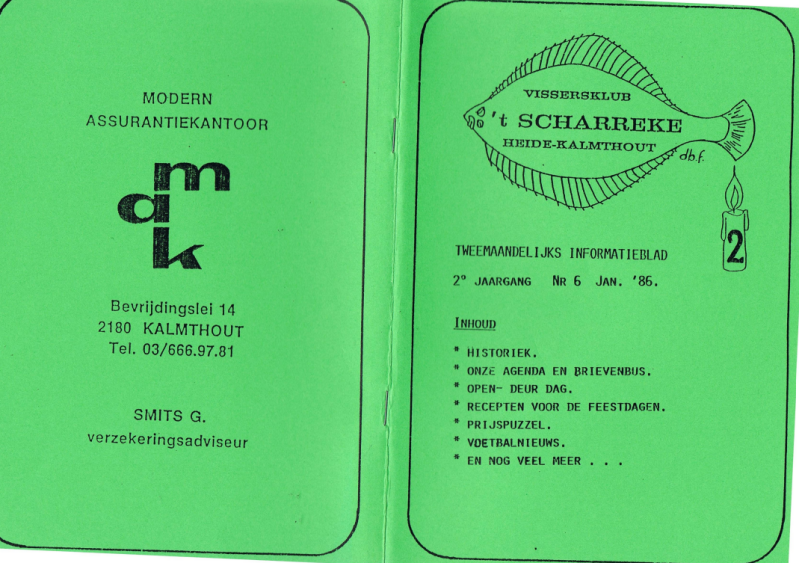 MODERN
ASSURANTIEKANTOOR
mak
Bevrijdingslei 14
2180 KALMTHOUT
Tel. 03/666.97.81
SMITS G.
verzekeringsadviseur
VISSERSKLUB
't SCHARREKE
HEIDE-KALMTHOUT
db.f.
2
TWEEMAANDELIJKS INFORMATIEBLAD
2° JAARGANG NR 6 JAN. '86.
INHOUD
* HISTORIEK.
* ONZE AGENDA EN BRIEVENBUS.
* OPEN- DEUR DAG.
* RECEPTEN VOOR DE FEESTDAGEN.
* PRIJSPUZZEL.
* VOETBALNIEUWS.
* EN NOG VEEL MEER . . .